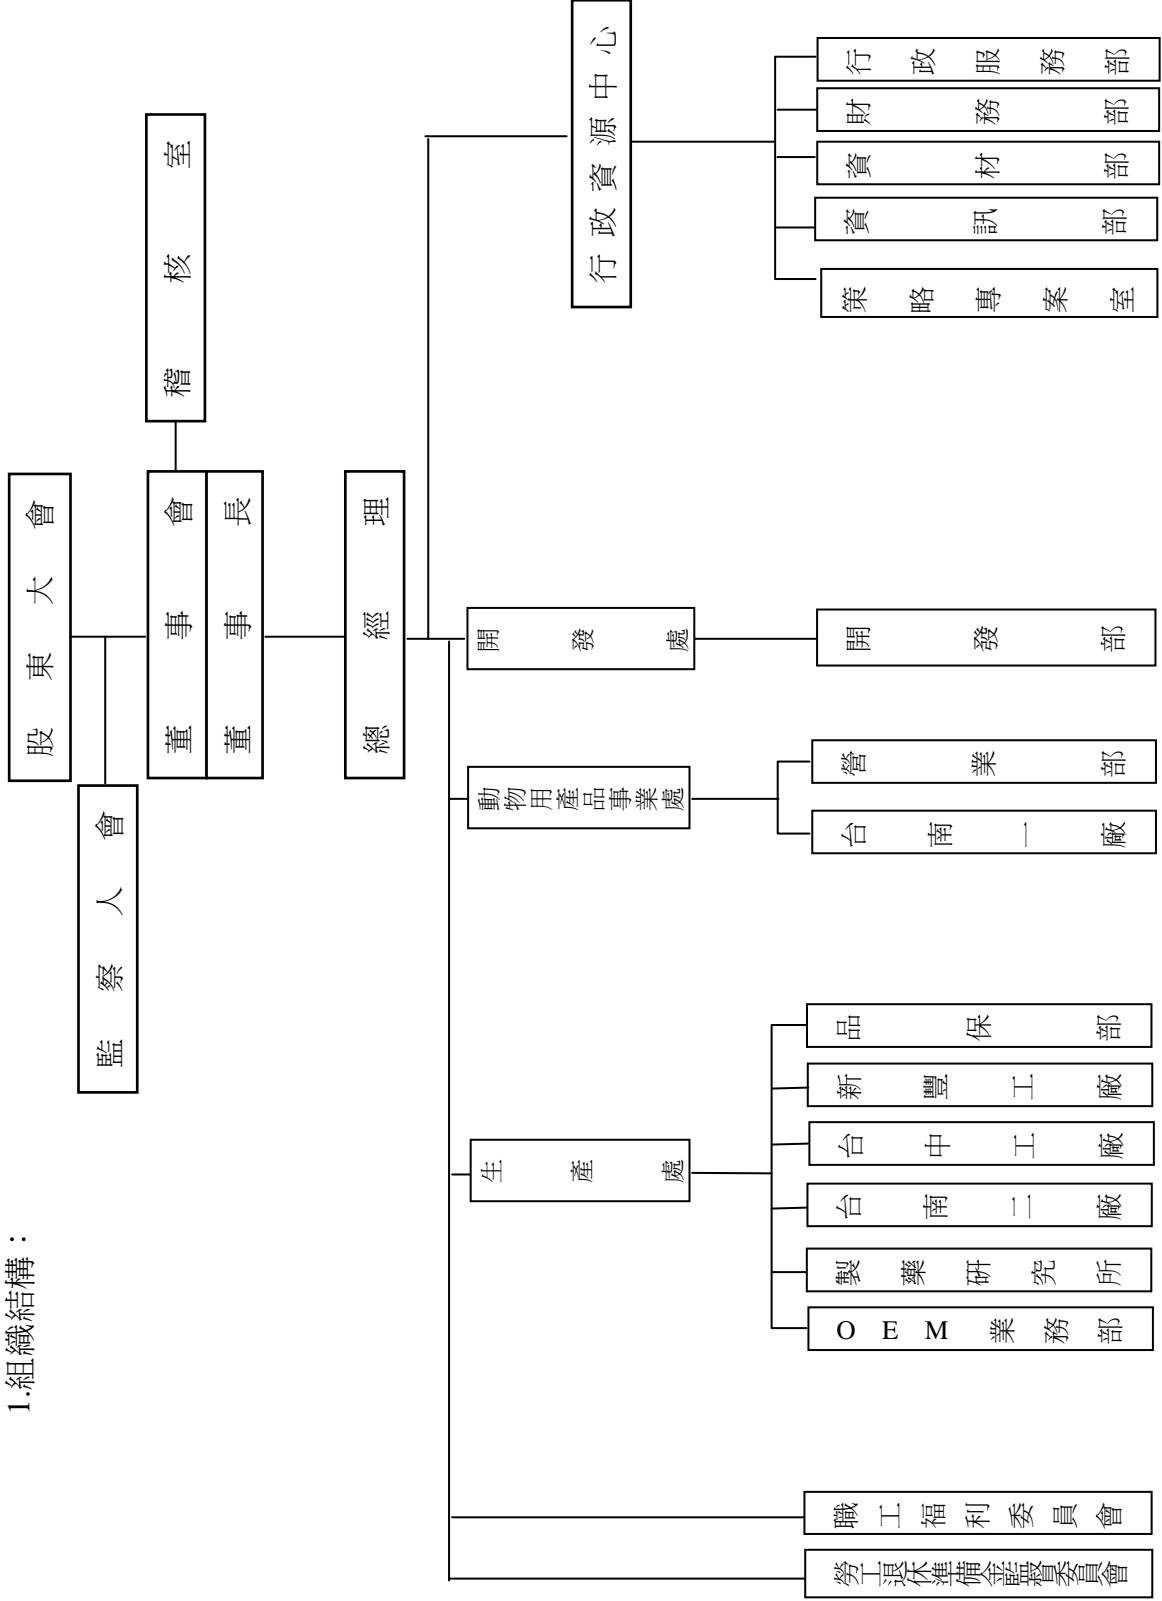 1.組織結構：
股東大會
監察人會
董事會
董事長
稽核室
總經理
行政資源中心
開發處
動物用產品事業處
生產處
勞工退休準備金監督委員會
職工福利委員會
OEM業務部
製藥研究所
台南二廠
台中工廠
新豐工廠
品保部
台南一廠
營業部
開發部
策略專案室
資訊部
資材部
財務部
行政服務部